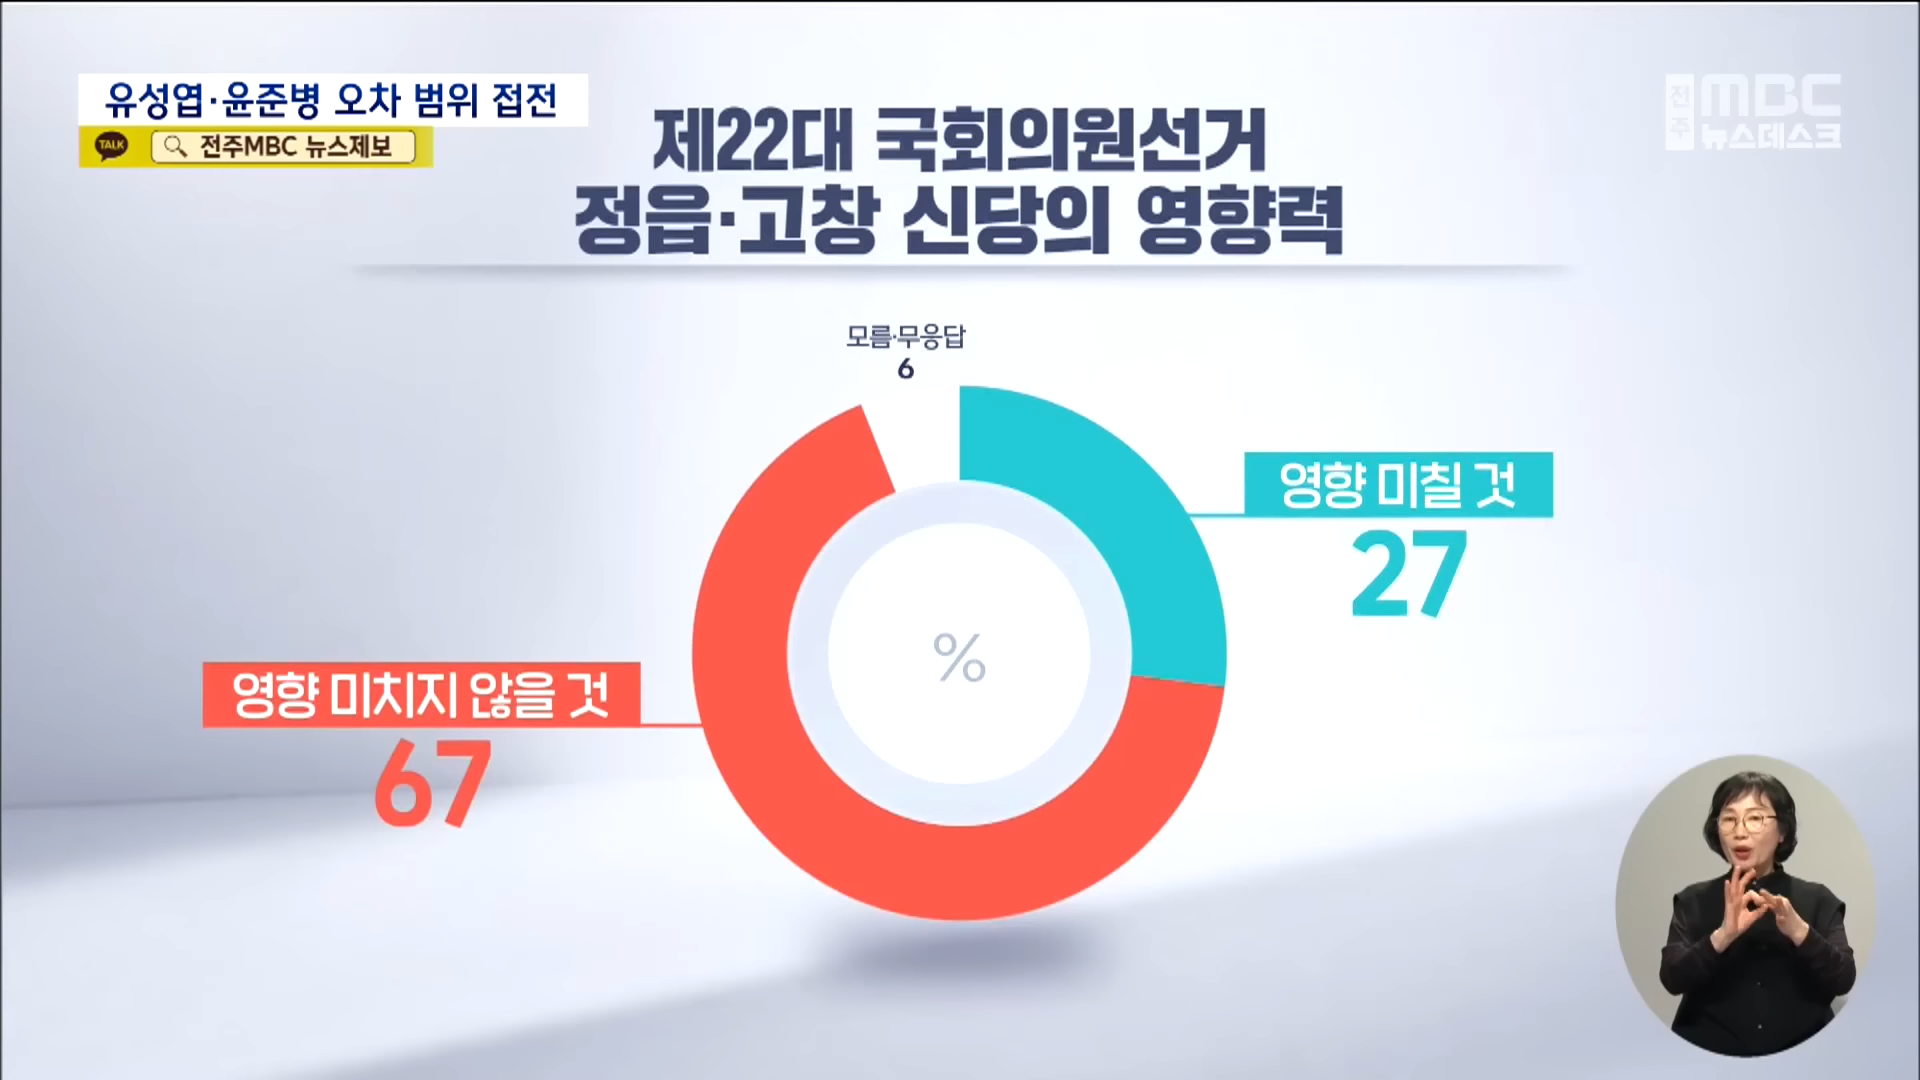 유성엽·윤준병 오차 범위 접전
TALK
전주MBC 뉴스제보
전주 MBC
뉴스데스크
제22대 국회의원선거
정읍·고창 신당의 영향력
모름·무응답
6
영향 미칠 것
27
%
영향 미치지 않을 것
67